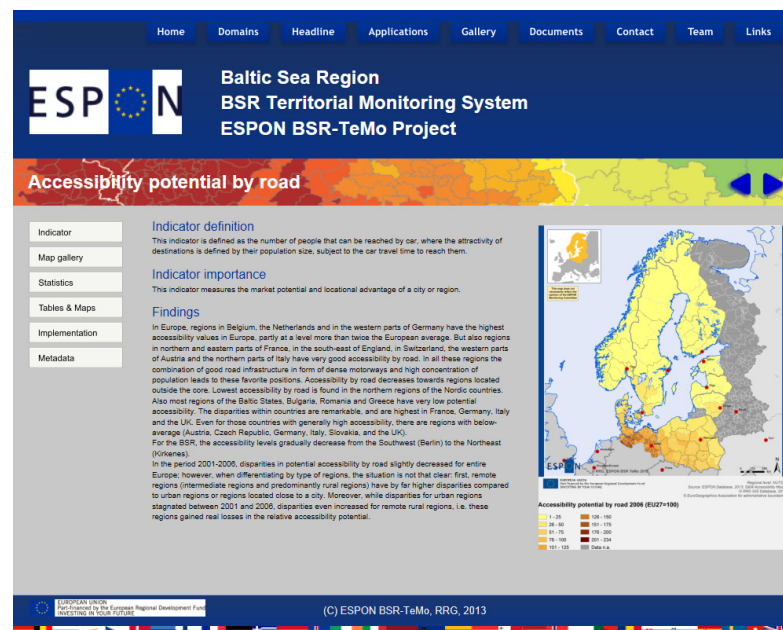 Home Domains Headline Applications Gallery Documents Contact Team Links
ESPON
Baltic Sea Region
BSR Territorial Monitoring System
ESPON BSR-TeMo Project
Accessibility potential by road
Indicator
Map gallery
Statistics
Tables & Maps
Implementation
Metadata
Indicator definition
This indicator is defined as the number of people that can be reached by car, where the attractivity of
destinations is defined by their population size, subject to the car travel time to reach them.
Indicator importance
This indicator measures the market potential and locational advantage of a city or region.
Findings
In Europe, regions in Belgium, the Netherlands and in the western parts of Germany have the highest
accessibility values in Europe, partly at a level more than twice the European average. But also regions
in northern and eastern parts of France, in the south-east of England, in Switzerland, the western parts
of Austria and the northern parts of Italy have very good accessibility by road. In all these regions the
combination of good road infrastructure in form of dense motorways and high concentration of
population leads to these favorite positions. Accessibility by road decreases towards regions located
outside the core. Lowest accessibility by road is found in the northern regions of the Nordic countries.
Also most regions of the Baltic States, Bulgaria, Romania and Greece have very low potential
accessibility. The disparities within countries are remarkable, and are highest in France, Germany, Italy
and the UK. Even for those countries with generally high accessibility, there are regions with below-
average (Austria, Czech Republic, Germany, Italy, Slovakia, and the UK).
For the BSR, the accessibility levels gradually decrease from the Southwest (Berlin) to the Northeast
(Kirkenes).
In the period 2001-2006, disparities in potential accessibility by road slightly decreased for entire
Europe; however, when differentiating by type of regions, the situation is not that clear: first, remote
regions (intermediate regions and predominantly rural regions) have by far higher disparities compared
to urban regions or regions located close to a city. Moreover, while disparities for urban regions
stagnated between 2001 and 2006, disparities even increased for remote rural regions, i.e. these
regions gained real losses in the relative accessibility potential.
ESPON
EUROPEAN UNION
Part-financed by the European Regional Development Fund
INVESTING IN YOUR FUTURE
Accessibility potential by road 2006 (EU27=100)
1 - 25 126 - 150
26 - 50 151 - 175
51 - 75 176 - 200
76 - 100 201 - 234
101 - 125 Data n.a.
EUROPEAN UNION
Part-financed by the European Regional Development Fund
INVESTING IN YOUR FUTURE
(C) ESPON BSR-TeMo, RRG, 2013